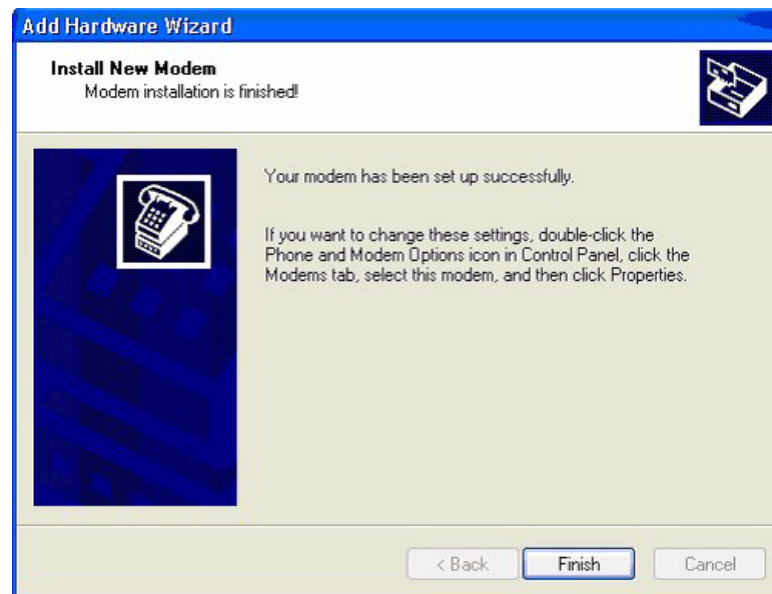 Add Hardware Wizard
Install New Modem
Modem installation is finished!
Your modem has been set up successfully.
If you want to change these settings, double-click the
Phone and Modem Options icon in Control Panel, click the
Modems tab, select this modem, and then click Properties.
< Back Finish Cancel